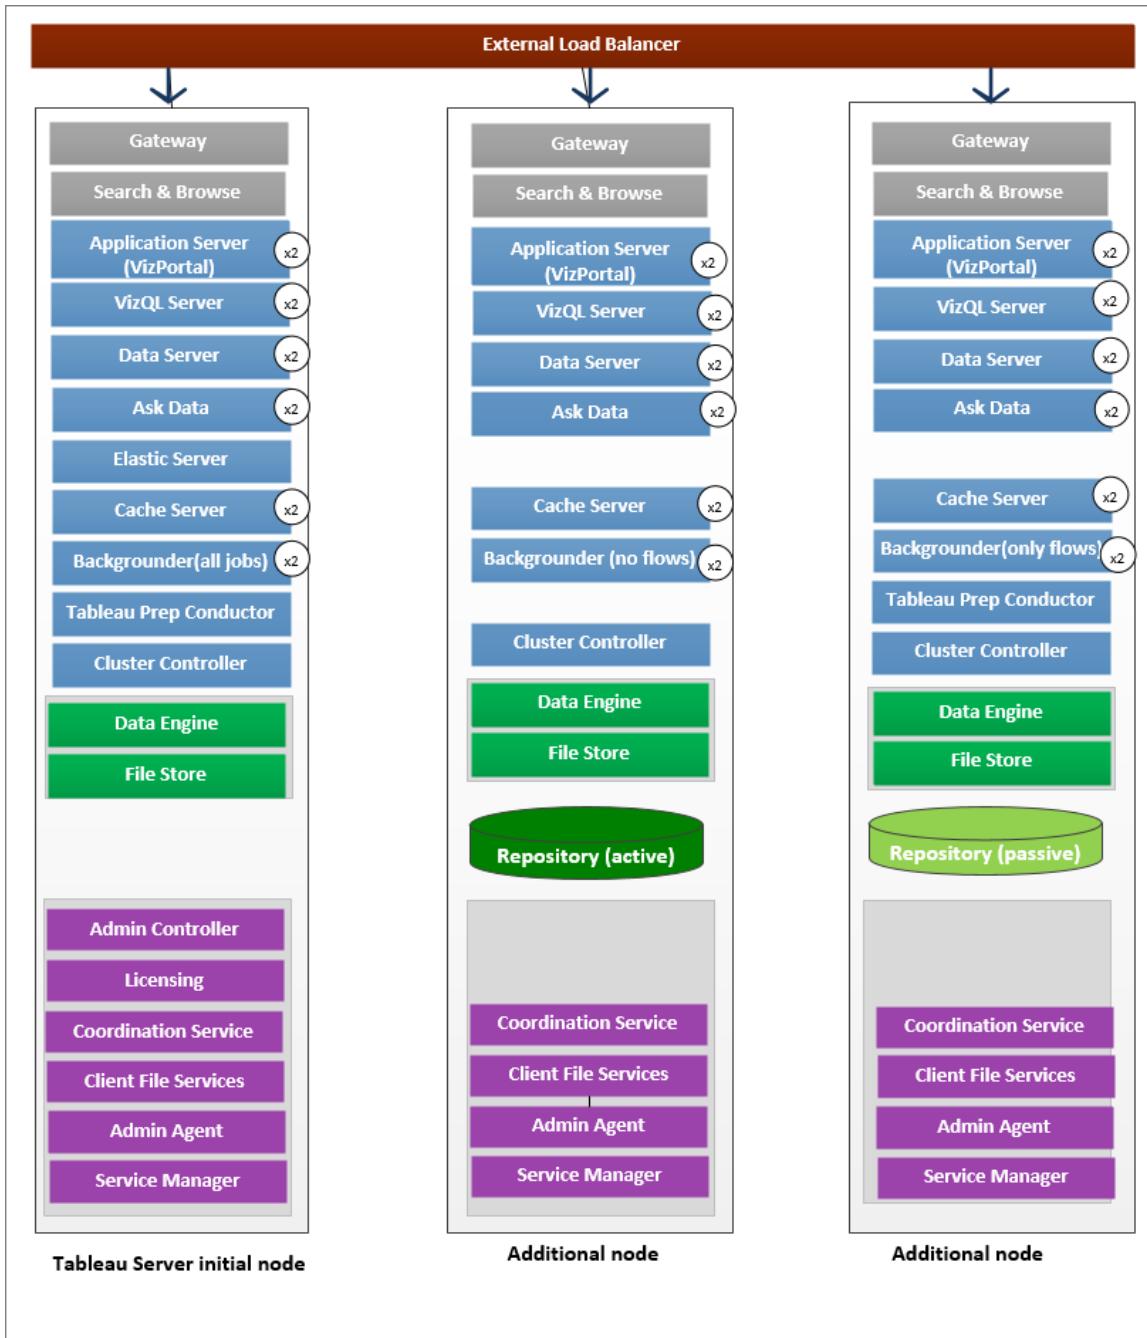 External Load Balancer
Gateway
Search & Browse
Application Server
(VizPortal)
x2
VizQL Server
x2
Data Server
x2
Ask Data
x2
Elastic Server
Cache Server
x2
Backgrounder(all jobs)
x2
Tableau Prep Conductor
Cluster Controller
Data Engine
File Store
Admin Controller
Licensing
Coordination Service
Client File Services
Admin Agent
Service Manager
Tableau Server initial node
Gateway
Search & Browse
Application Server
(VizPortal)
x2
VizQL Server
x2
Data Server
x2
Ask Data
x2
Cache Server
x2
Backgrounder (no flows)
x2
Cluster Controller
Data Engine
File Store
Repository (active)
Coordination Service
Client File Services
Admin Agent
Service Manager
Additional node
Gateway
Search & Browse
Application Server
(VizPortal)
x2
VizQL Server
x2
Data Server
x2
Ask Data
x2
Cache Server
x2
Backgrounder(only flows)
x2
Tableau Prep Conductor
Cluster Controller
Data Engine
File Store
Repository (passive)
Coordination Service
Client File Services
Admin Agent
Service Manager
Additional node